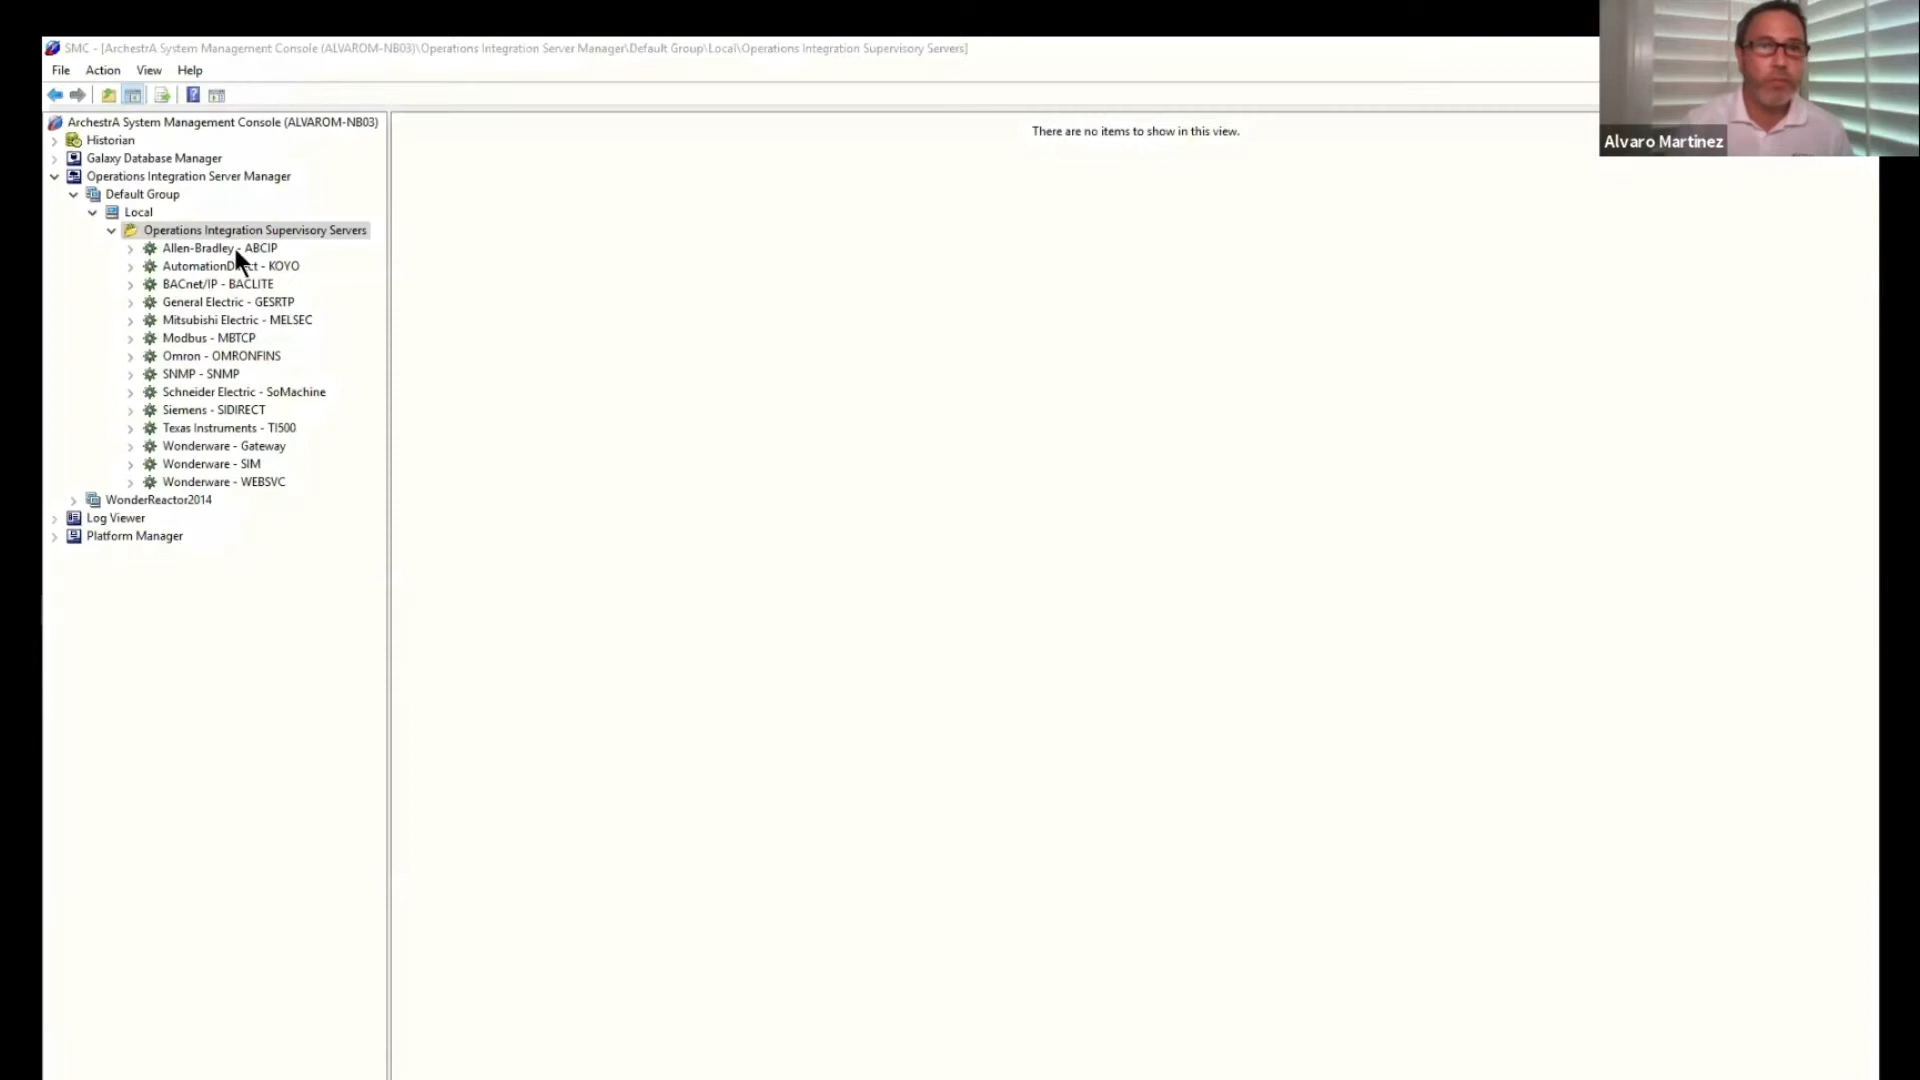 SMC - [ArchestrA System Management Console (ALVAROM-NB03)\Operations Integration Server Manager\Default Group\Local\Operations Integration Supervisory Servers]
File Action View Help
ArchestrA System Management Console (ALVAROM-NB03)
There are no items to show in this view.
Alvaro Martinez
Historian
Galaxy Database Manager
Operations Integration Server Manager
Default Group
Local
Operations Integration Supervisory Servers
Allen-Bradley - ABCIP
AutomationDirect - KOYO
BACnet/IP - BACLITE
General Electric - GESRTP
Mitsubishi Electric - MELSEC
Modbus - MBTCP
Omron - OMRONFINS
SNMP - SNMP
Schneider Electric - SoMachine
Siemens - SIDIRECT
Texas Instruments - TI500
Wonderware - Gateway
Wonderware - SIM
Wonderware - WEBSVC
WonderReactor2014
Log Viewer
Platform Manager